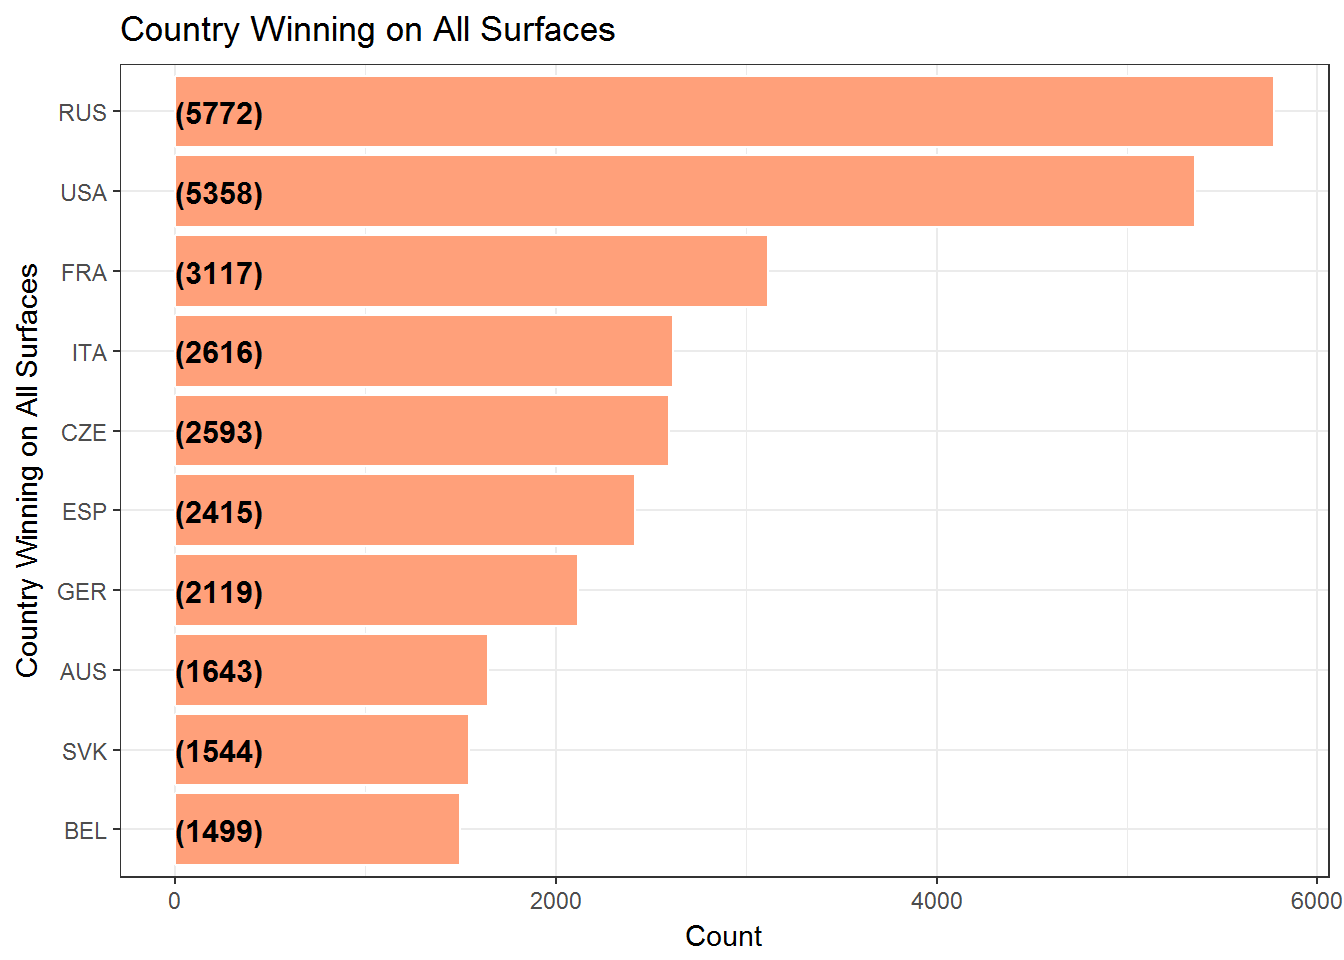 Country Winning on All Surfaces
Country Winning on All Surfaces
RUS (5772)
USA (5358)
FRA (3117)
ITA (2616)
CZE (2593)
ESP (2415)
GER (2119)
AUS (1643)
SVK (1544)
BEL (1499)
0 2000 4000 6000
Count